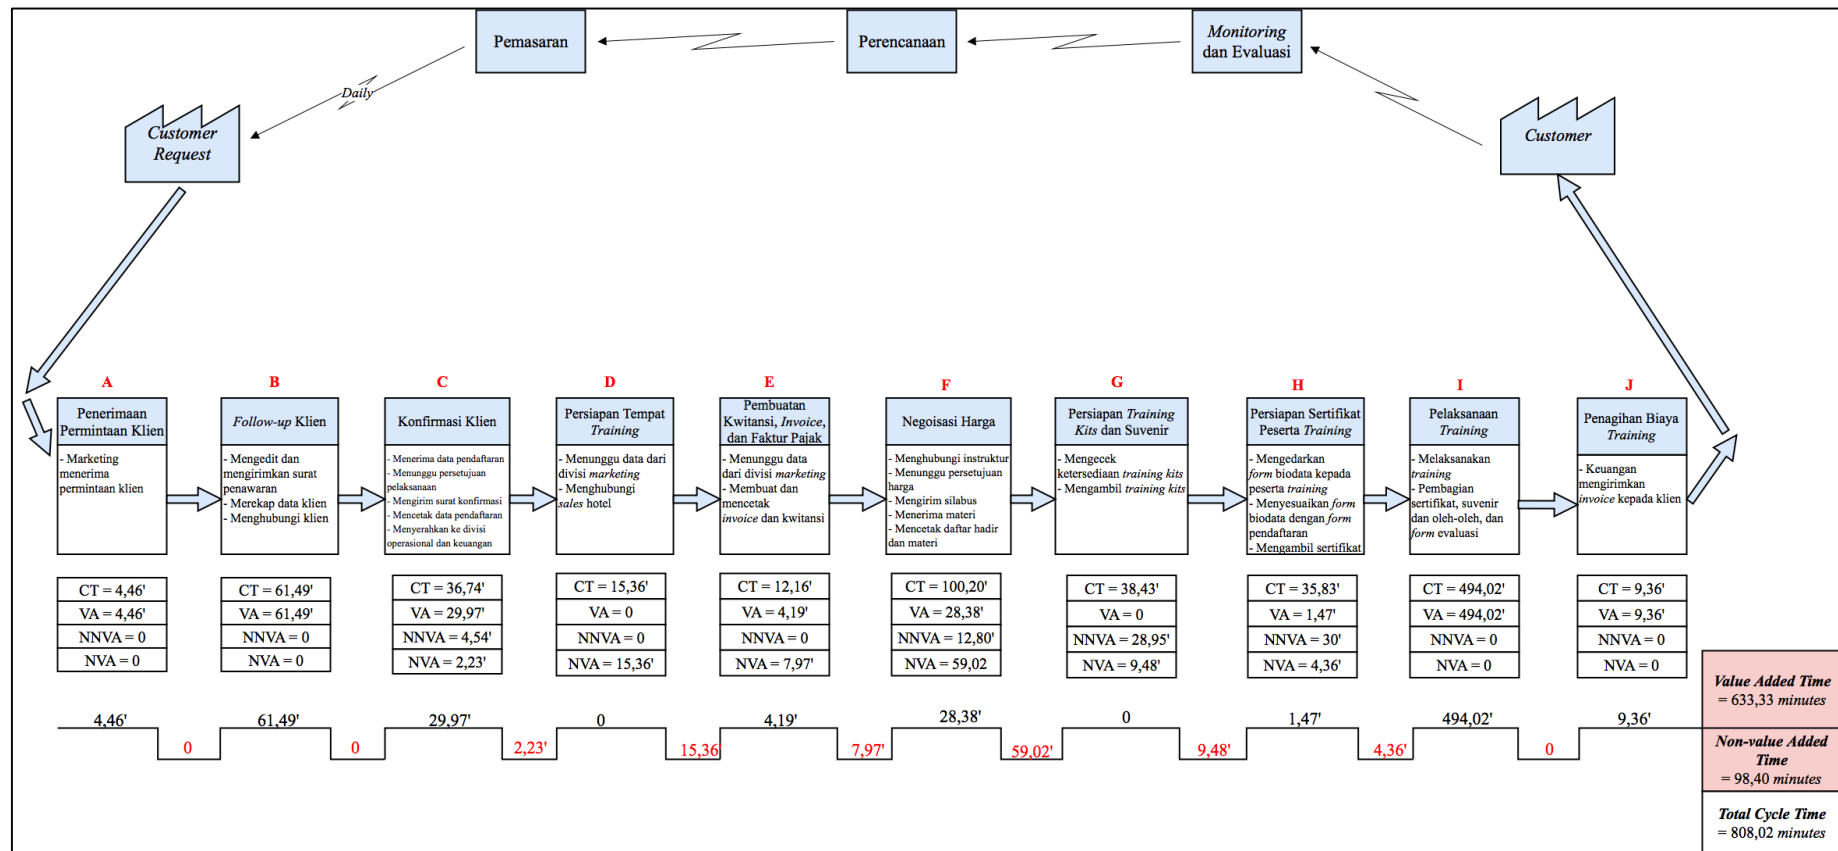 Pemasaran
Perencanaan
Monitoring
dan Evaluasi
Daily
Customer
Request
Customer
A
Penerimaan
Permintaan Klien
- Marketing
menerima
permintaan klien
CT = 4,46'
VA = 4,46'
NNVA = 0
NVA = 0
B
Follow-up Klien
- Mengedit dan
mengirimkan surat
penawaran
- Merekap data klien
- Menghubungi klien
CT = 61,49'
VA = 61,49'
NNVA = 0
NVA = 0
C
Konfirmasi Klien
- Menerima data pendaftaran
- Menunggu persetujuan
pelaksanaan
- Mengirim surat konfirmasi
- Mencetak data pendaftaran
- Menyerahkan ke divisi
operasional dan keuangan
CT = 36,74'
VA = 29,97'
NNVA = 4,54'
NVA = 2,23'
D
Persiapan Tempat
Training
- Menunggu data dari
divisi marketing
- Menghubungi
sales hotel
CT = 15,36'
VA = 0
NNVA = 0
NVA = 15,36'
E
Pembuatan
Kwitansi, Invoice,
dan Faktur Pajak
- Menunggu data
dari divisi marketing
- Membuat dan
mencetak
invoice dan kwitansi
CT = 12,16'
VA = 4,19'
NNVA = 0
NVA = 7,97'
F
Negoisasi Harga
- Menghubungi instruktur
- Menunggu persetujuan
harga
- Mengirim silabus
- Menerima materi
- Mencetak daftar hadir
dan materi
CT = 100,20'
VA = 28,38'
NNVA = 12,80'
NVA = 59,02
G
Persiapan Training
Kits dan Suvenir
- Mengecek
ketersediaan training kits
- Mengambil training kits
CT = 38,43'
VA = 0
NNVA = 28,95'
NVA = 9,48'
H
Persiapan Sertifikat
Peserta Training
- Mengedarkan
form biodata kepada
peserta training
- Menyesuaikan form
biodata dengan form
pendaftaran
- Mengambil sertifikat
CT = 35,83'
VA = 1,47'
NNVA = 30'
NVA = 4,36'
I
Pelaksanaan
Training
- Melaksanakan
training
- Pembagian
sertifikat, suvenir
dan oleh-oleh, dan
form evaluasi
CT = 494,02'
VA = 494,02'
NNVA = 0
NVA = 0
J
Penagihan Biaya
Training
- Keuangan
mengirimkan
invoice kepada klien
CT = 9,36'
VA = 9,36'
NNVA = 0
NVA = 0
4,46'
0
61,49'
0
29,97'
2,23'
0
15,36'
4,19'
7,97'
28,38'
59,02'
0
9,48'
1,47'
4,36'
494,02'
0
9,36'
Value Added Time
= 633,33 minutes
Non-value Added
Time
= 98,40 minutes
Total Cycle Time
= 808,02 minutes